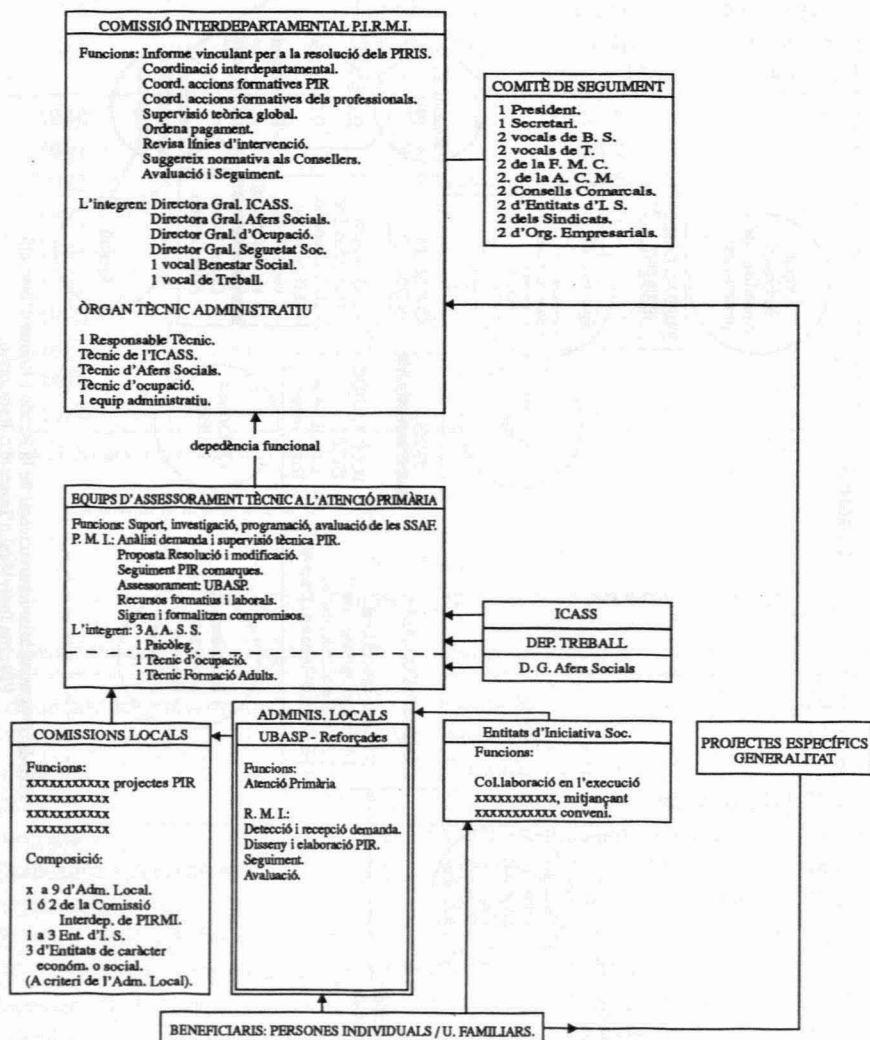 COMISSIÓ INTERDEPARTAMENTAL P.I.R.M.I.
Funcions: Informe vinculant per a la resolució dels PIRIS.
Coordinació interdepartamental.
Coord. accions formatives PIR
Coord. accions formatives dels professionals.
Supervisió teòrica global.
Ordena pagament.
Revisa línies d'intervenció.
Suggereix normativa als Consellers.
Avaluació i Seguiment.
L'integren: Directora Gral. ICASS.
Directora Gral. Afers Socials.
Director Gral. d'Ocupació.
Director Gral. Seguretat Soc.
1 vocal Benestar Social.
1 vocal de Treball.
ÒRGAN TÈCNIC ADMINISTRATIU
1 Responsable Tècnic.
Tècnic de l'ICASS.
Tècnic d'Afers Socials.
Tècnic d'ocupació.
1 equip administratiu.
COMITÈ DE SEGUIMENT
1 President.
1 Secretari.
2 vocals de B. S.
2 vocals de T.
2 de la F. M. C.
2. de la A. C. M.
2 Consells Comarcals.
2 d'Entitats d'I. S.
2 dels Sindicats.
2 d'Org. Empresarials.
depedència funcional
EQUIPS D'ASSESSORAMENT TÈCNIC A L'ATENCIÓ PRIMÀRIA
Funcions: Suport, investigació, programació, avaluació de les SSAF.
P. M. I.: Anàlisi demanda i supervisió tècnica PIR.
Proposta Resolució i modificació.
Seguiment PIR comarques.
Assessorament: UBASP.
Recursos formatius i laborals.
Signen i formalitzen compromisos.
L'integren: 3 A. A. S. S.
1 Psicòleg.
1 Tècnic d'ocupació.
1 Tècnic Formació Adults.
ICASS
DEP. TREBALL
D. G. Afers Socials
COMISSIONS LOCALS
Funcions:
xxxxxxxxxxx projectes PIR
xxxxxxxxxxx
xxxxxxxxxxx
xxxxxxxxxxx
Composició:
x a 9 d'Adm. Local.
1 ó 2 de la Comissió
Interdep. de PIRMI.
1 a 3 Ent. d'I. S.
3 d'Entitats de caràcter
econòm. o social.
(A criteri de l'Adm. Local).
ADMINIS. LOCALS
UBASP - Reforçades
Funcions:
Atenció Primària
R. M. I.:
Detecció i recepció demanda.
Disseny i elaboració PIR.
Seguiment.
Avaluació.
Entitats d'Iniciativa Soc.
Funcions:
Col.laboració en l'execució
xxxxxxxxxxx, mitjançant
xxxxxxxxxxx conveni.
PROJECTES ESPECÍFICS
GENERALITAT
BENEFICIARIS: PERSONES INDIVIDUALS / U. FAMILIARS.